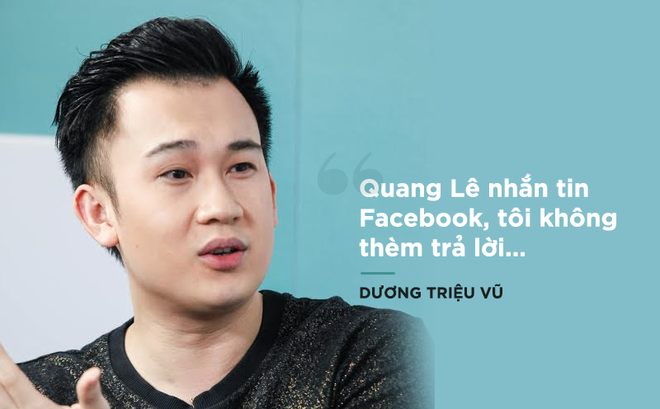 Quang Lê nhắn tin
Facebook, tôi không
thèm trả lời...
DƯƠNG TRIỆU VŨ